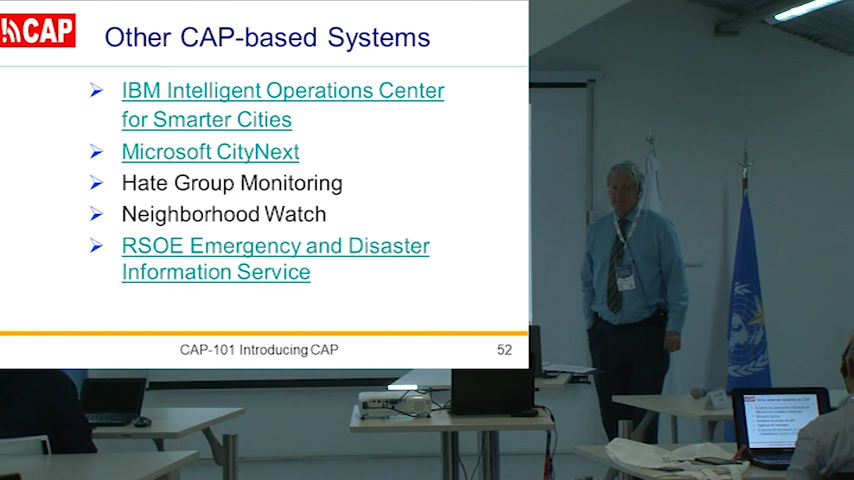 CAP
Other CAP-based Systems
IBM Intelligent Operations Center
for Smarter Cities
Microsoft CityNext
Hate Group Monitoring
Neighborhood Watch
RSOE Emergency and Disaster
Information Service
CAP-101 Introducing CAP
52